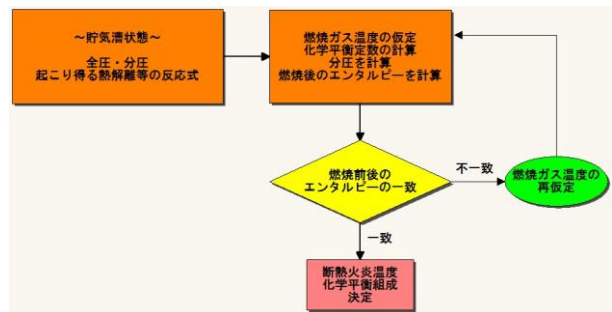 ～貯気漕状態～
全圧・分圧
起こり得る熱解離等の反応式
燃焼ガス温度の仮定
化学平衡定数の計算
分圧を計算
燃焼後のエンタルピーを計算
燃焼前後の
エンタルピーの一致
不一致
燃焼ガス温度の
再仮定
一致
断熱火炎温度
化学平衡組成
決定